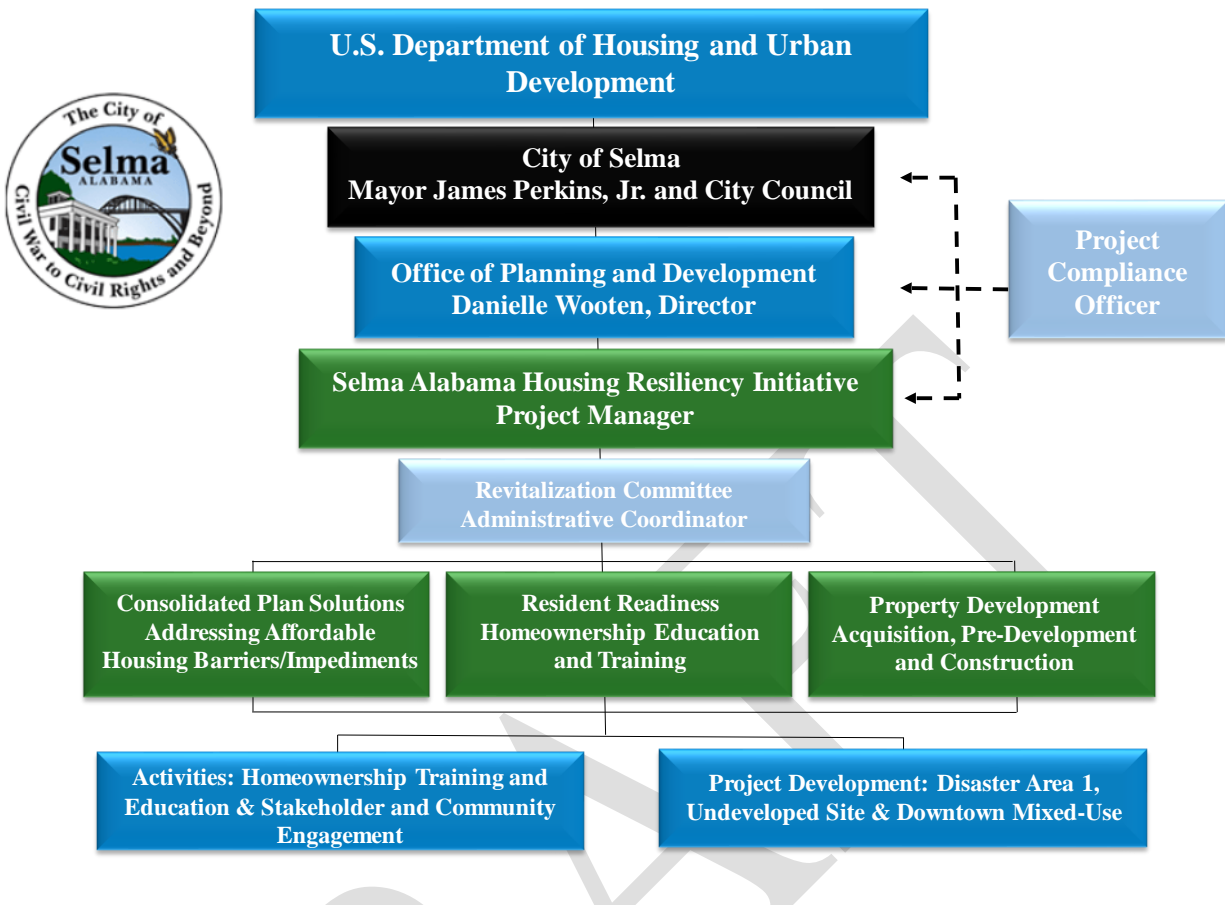 U.S. Department of Housing and Urban
Development
The City of
Selma
ALABAMA
Civil War to Civil Rights and Beyond
City of Selma
Mayor James Perkins, Jr. and City Council
Project
Compliance
Officer
Office of Planning and Development
Danielle Wooten, Director
Selma Alabama Housing Resiliency Initiative
Project Manager
Revitalization Committee
Administrative Coordinator
Consolidated Plan Solutions
Addressing Affordable
Housing Barriers/Impediments
Resident Readiness
Homeownership Education
and Training
Property Development
Acquisition, Pre-Development
and Construction
Activities: Homeownership Training and
Education & Stakeholder and Community
Engagement
Project Development: Disaster Area 1,
Undeveloped Site & Downtown Mixed-Use